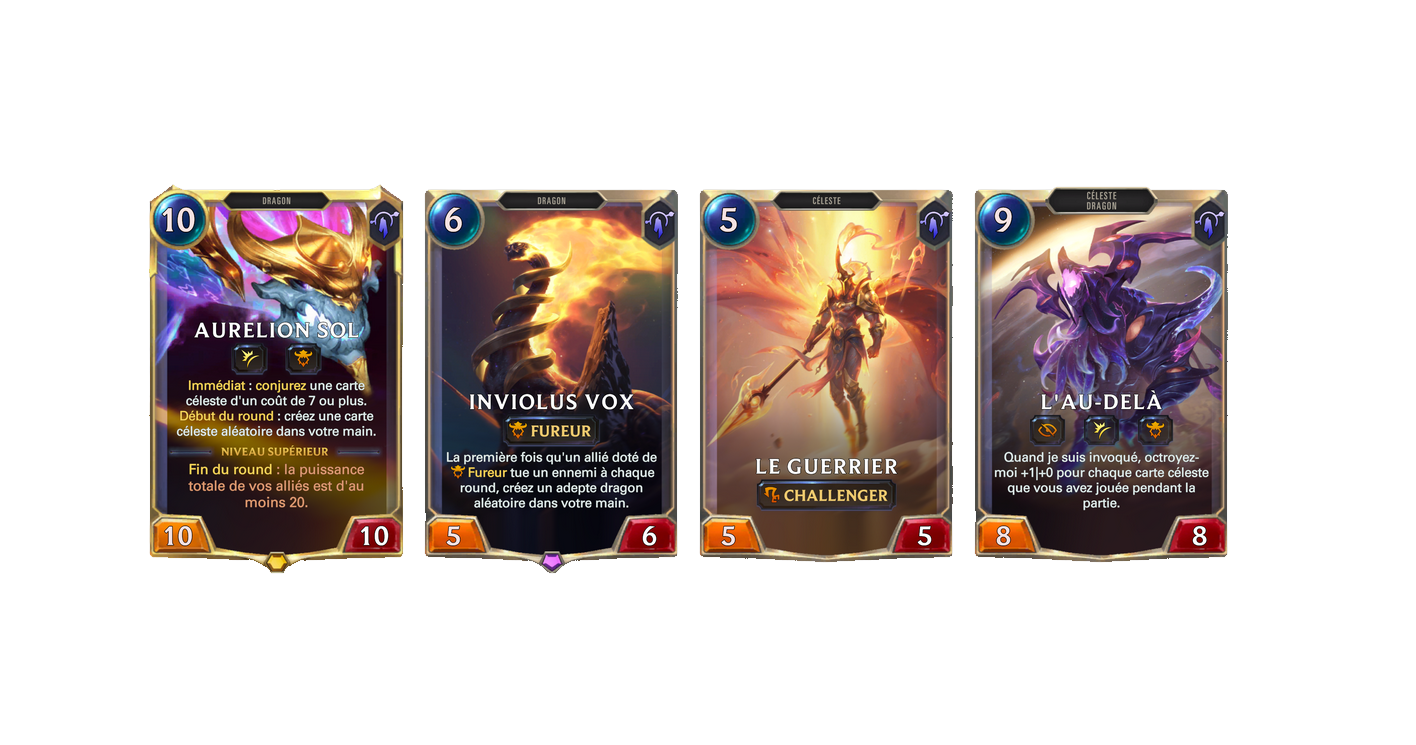 10
DRAGON
AURELION SOL
Immédiat : conjurez une carte
céleste d'un coût de 7 ou plus.
Début du round : créez une carte
céleste aléatoire dans votre main.
NIVEAU SUPÉRIEUR
Fin du round : la puissance
totale de vos alliés est d'au
moins 20.
10
10
6
DRAGON
INVIOLUS VOX
FUREUR
La première fois qu'un allié doté de
Fureur tue un ennemi à chaque
round, créez un adepte dragon
aléatoire dans votre main.
5
6
5
CÉLESTE
LE GUERRIER
CHALLENGER
5
5
9
CÉLESTE
DRAGON
L'AU-DELÀ
Quand je suis invoqué, octroyez-
moi +1|+0 pour chaque carte céleste
que vous avez jouée pendant la
partie.
8
8